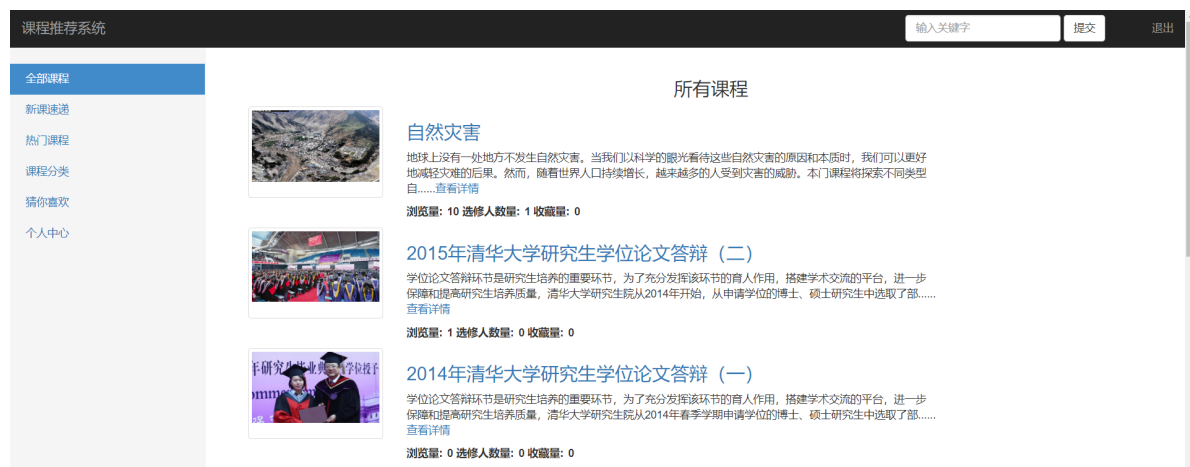 课程推荐系统
输入关键字
提交
退出
全部课程
新课速递
热门课程
课程分类
猜你喜欢
个人中心
所有课程
自然灾害
地球上没有一处地方不发生自然灾害。当我们以科学的眼光看待这些自然灾害的原因和本质时，我们可以更好
地减轻灾难的后果。然而，随着世界人口持续增长，越来越多的人受到灾害的威胁。本门课程将探索不同类型
自......查看详情
浏览量: 10 选修人数量: 1 收藏量: 0
2015年清华大学研究生学位论文答辩（二）
学位论文答辩环节是研究生培养的重要环节，为了充分发挥该环节的育人作用，搭建学术交流的平台，进一步
保障和提高研究生培养质量，清华大学研究生院从2014年开始，从申请学位的博士、硕士研究生中选取了部......
查看详情
浏览量: 1 选修人数量: 0 收藏量: 0
2014年清华大学研究生学位论文答辩（一）
学位论文答辩环节是研究生培养的重要环节，为了充分发挥该环节的育人作用，搭建学术交流的平台，进一步
保障和提高研究生培养质量，清华大学研究生院从2014年春季学期申请学位的博士、硕士研究生中选取了部......
查看详情
浏览量: 0 选修人数量: 0 收藏量: 0